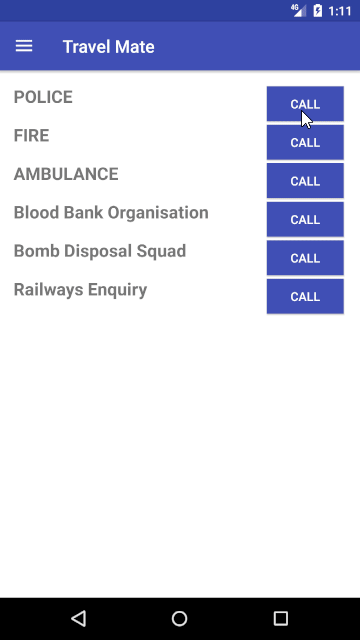 4G 1:11
Travel Mate
POLICE CALL
FIRE CALL
AMBULANCE CALL
Blood Bank Organisation CALL
Bomb Disposal Squad CALL
Railways Enquiry CALL